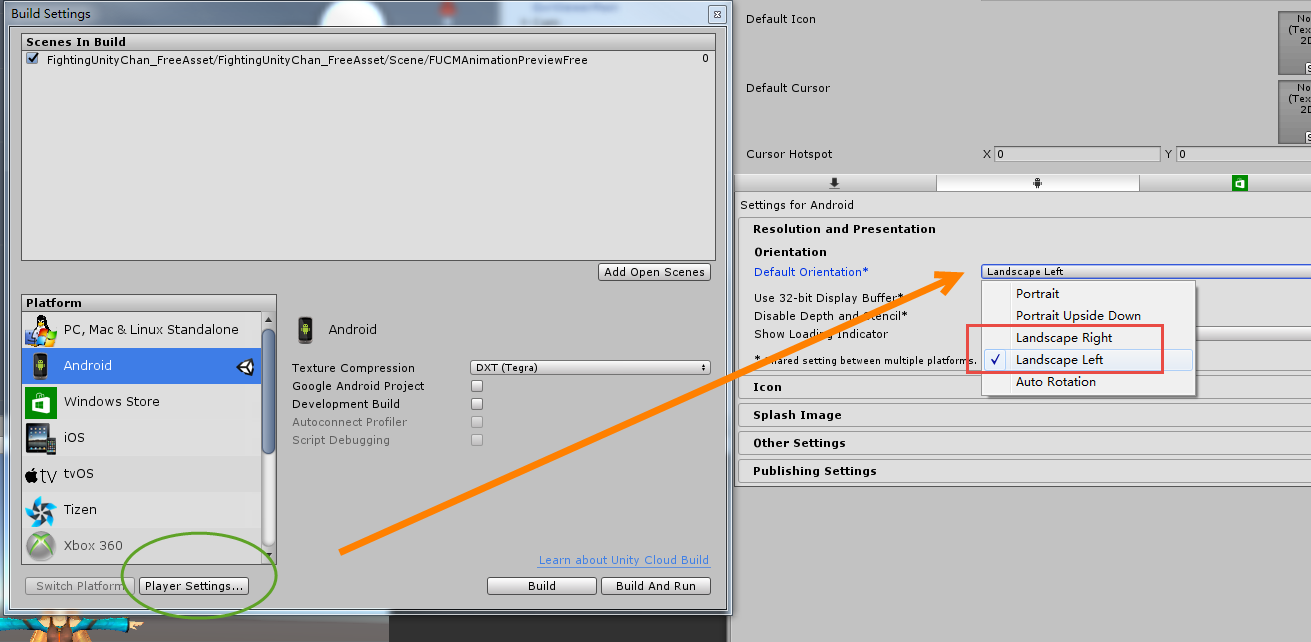 Build Settings
Scenes In Build
FightingUnityChan_FreeAsset/FightingUnityChan_FreeAsset/Scene/FUCMAnimationPreviewFree 0
Add Open Scenes
Platform
PC, Mac & Linux Standalone
Android
Windows Store
iOS
tv tvOS
Tizen
Xbox 360
Switch Platform
Player Settings...
Android
Texture Compression DXT (Tegra)
Google Android Project
Development Build
Autoconnect Profiler
Script Debugging
Learn about Unity Cloud Build
Build
Build And Run
Default Icon
No
(Tex
2D
Default Cursor
No
(Tex
2D
Cursor Hotspot X 0 Y 0
Settings for Android
Resolution and Presentation
Orientation
Default Orientation* Landscape Left
Use 32-bit Display Buffer*
Disable Depth and Stencil*
Show Loading Indicator
* Shared setting between multiple platforms.
Portrait
Portrait Upside Down
Landscape Right
Landscape Left
Auto Rotation
Icon
Splash Image
Other Settings
Publishing Settings